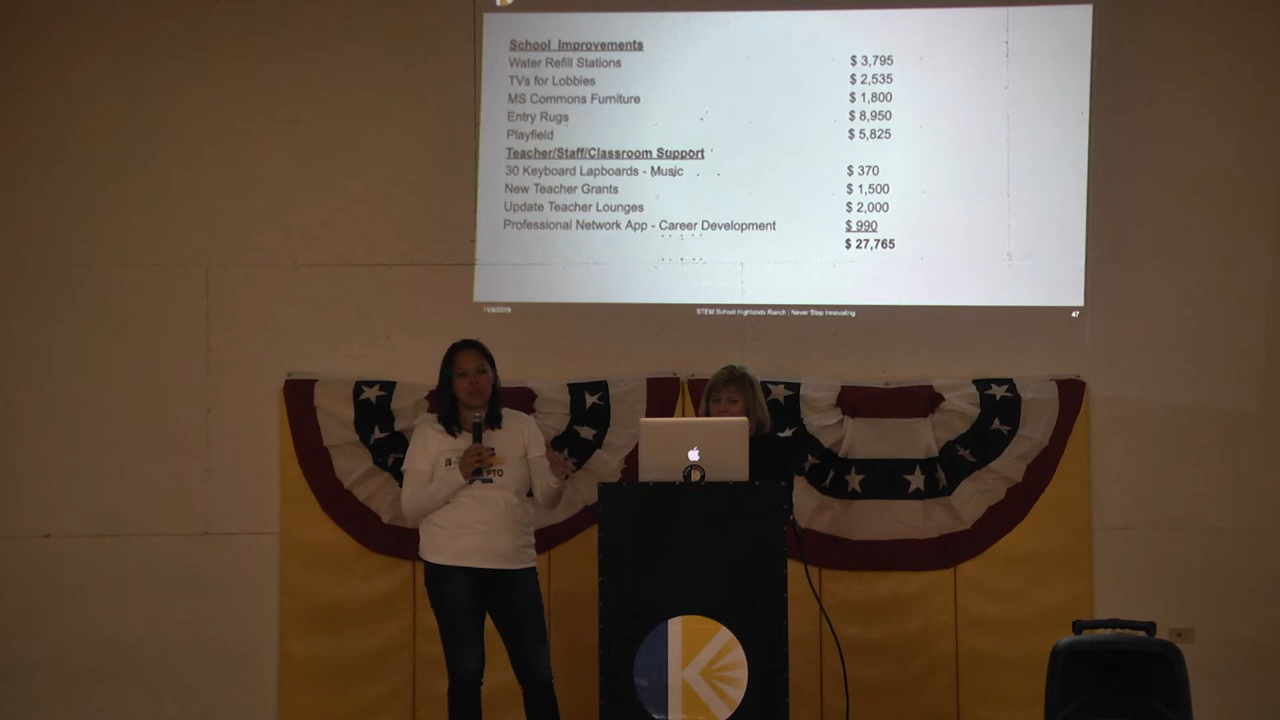 School Improvements
Water Refill Stations $ 3,795
TVs for Lobbies $ 2,535
MS Commons Furniture $ 1,800
Entry Rugs $ 8,950
Playfield $ 5,825
Teacher/Staff/Classroom Support
30 Keyboard Lapboards - Music $ 370
New Teacher Grants $ 1,500
Update Teacher Lounges $ 2,000
Professional Network App - Career Development $ 990
$ 27,765
STEM School Highlands Ranch | Never Stop Innovating 47
PTO